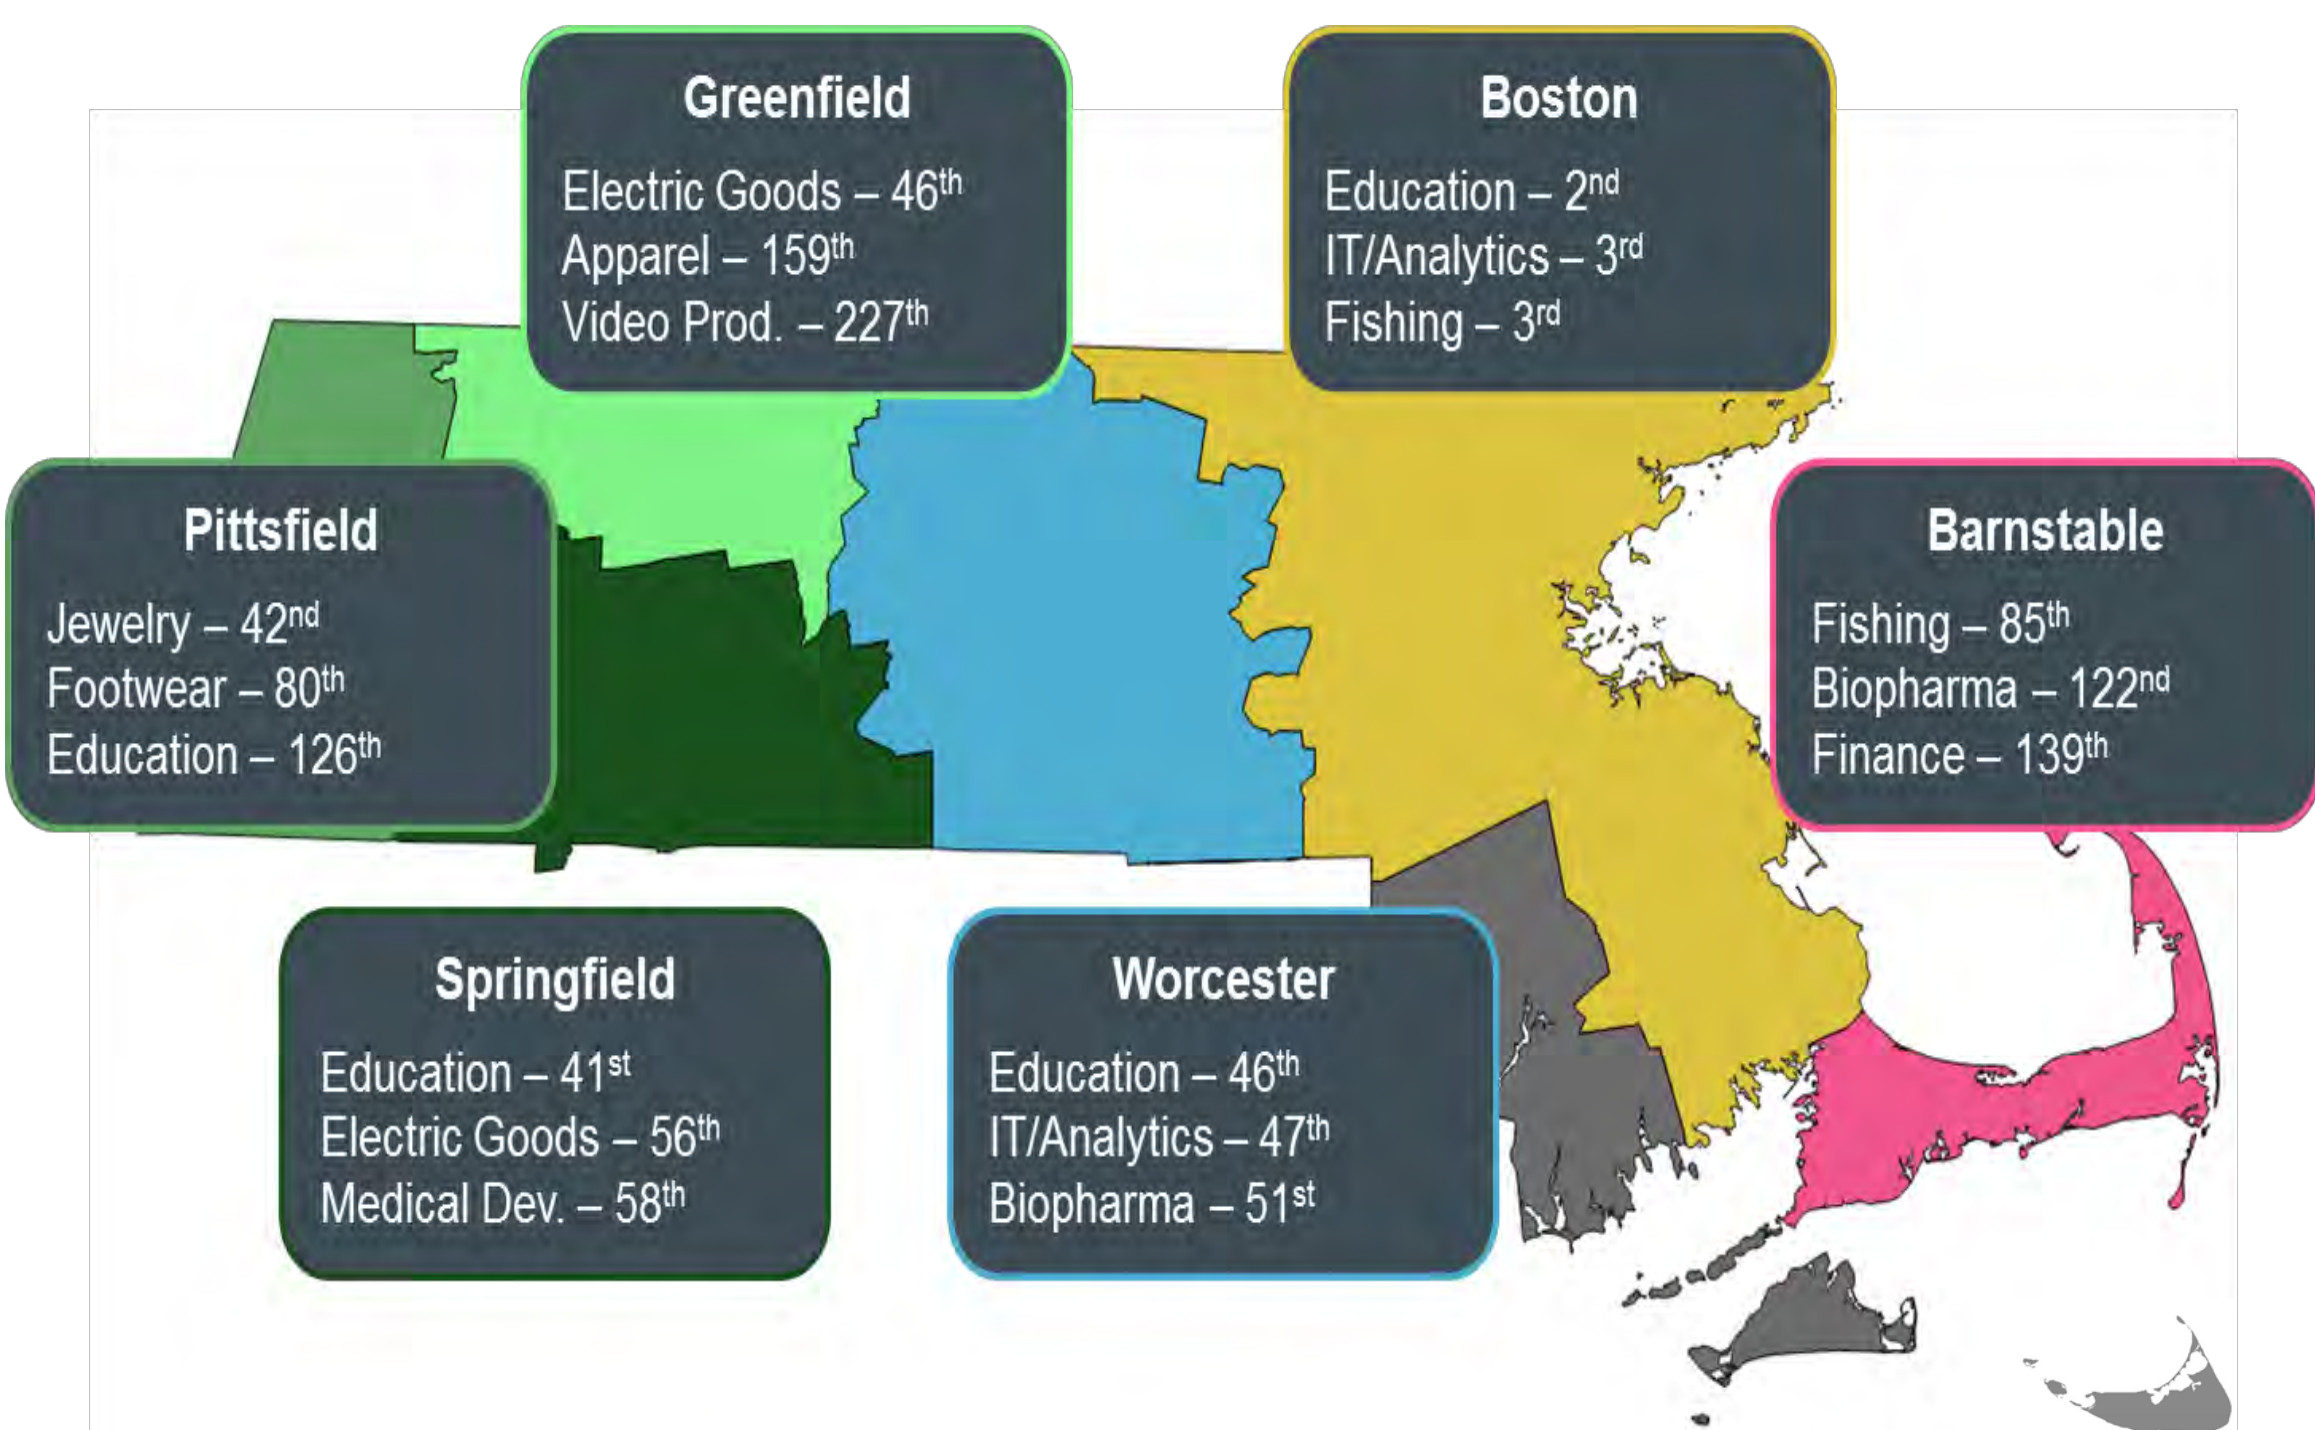 Greenfield
Electric Goods – 46th
Apparel – 159th
Video Prod. – 227th
Boston
Education – 2nd
IT/Analytics – 3rd
Fishing – 3rd
Pittsfield
Jewelry – 42nd
Footwear – 80th
Education – 126th
Barnstable
Fishing – 85th
Biopharma – 122nd
Finance – 139th
Springfield
Education – 41st
Electric Goods – 56th
Medical Dev. – 58th
Worcester
Education – 46th
IT/Analytics – 47th
Biopharma – 51st